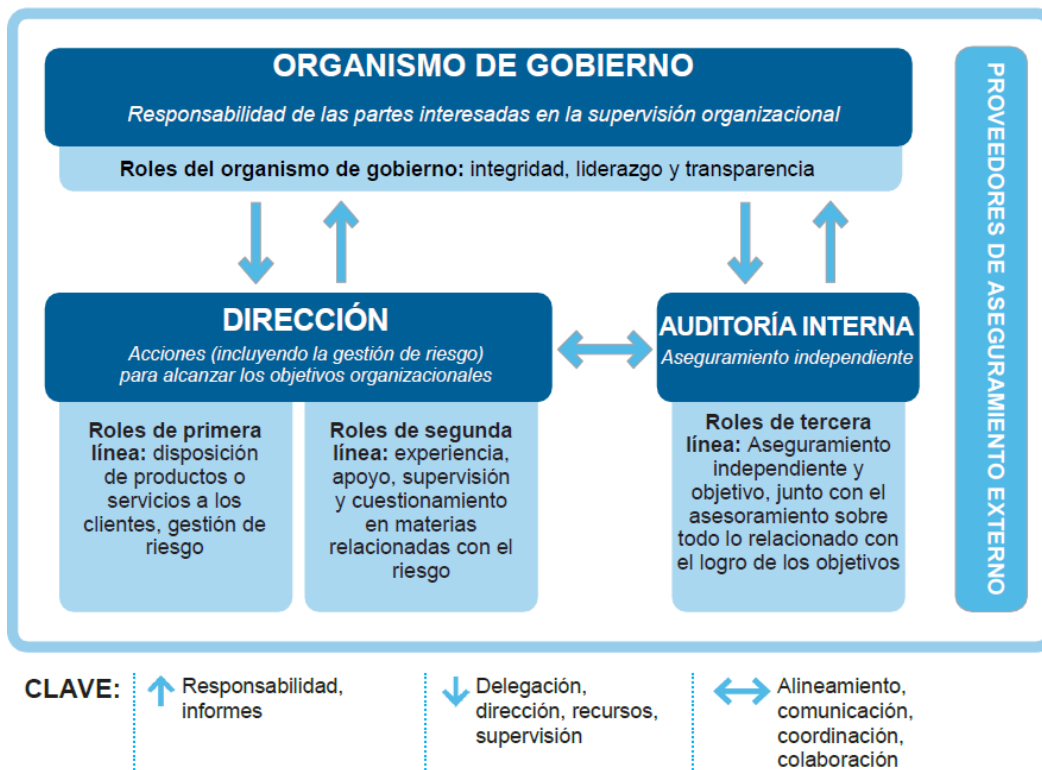 ORGANISMO DE GOBIERNO
Responsabilidad de las partes interesadas en la supervisión organizacional
Roles del organismo de gobierno: integridad, liderazgo y transparencia
DIRECCIÓN
Acciones (incluyendo la gestión de riesgo)
para alcanzar los objetivos organizacionales
Roles de primera
línea: disposición
de productos o
servicios a los
clientes, gestión de
riesgo
Roles de segunda
línea: experiencia,
apoyo, supervisión
y cuestionamiento
en materias
relacionadas con el
riesgo
AUDITORÍA INTERNA
Aseguramiento independiente
Roles de tercera
línea: Aseguramiento
independiente y
objetivo, junto con el
asesoramiento sobre
todo lo relacionado con
el logro de los objetivos
PROVEEDORES DE ASEGURAMIENTO EXTERNO
CLAVE:
Responsabilidad,
informes
Delegación,
dirección, recursos,
supervisión
Alineamiento,
comunicación,
coordinación,
colaboración